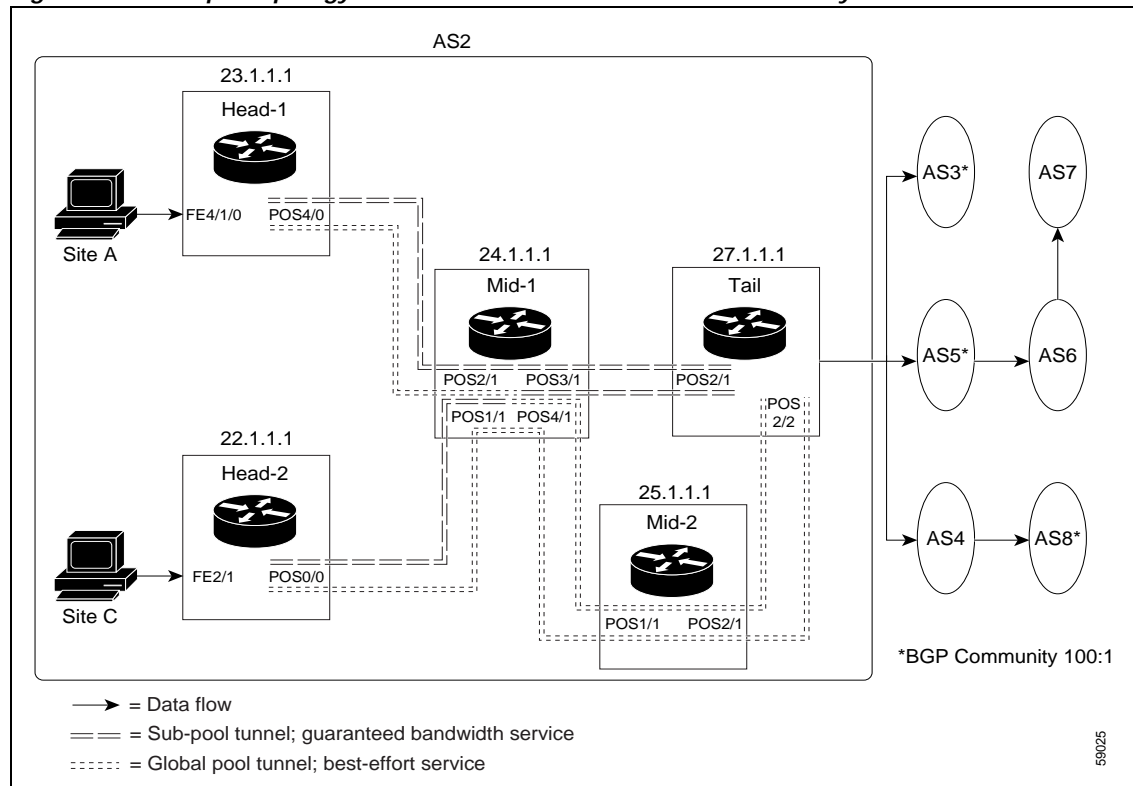 AS2
23.1.1.1
Head-1
FE4/1/0
POS4/0
Site A
24.1.1.1
Mid-1
POS2/1
POS3/1
POS1/1
POS4/1
27.1.1.1
Tail
POS2/1
POS
2/2
22.1.1.1
Head-2
FE2/1
POS0/0
Site C
25.1.1.1
Mid-2
POS1/1
POS2/1
AS3*
AS7
AS5*
AS6
AS4
AS8*
*BGP Community 100:1
= Data flow
= Sub-pool tunnel; guaranteed bandwidth service
= Global pool tunnel; best-effort service
59025